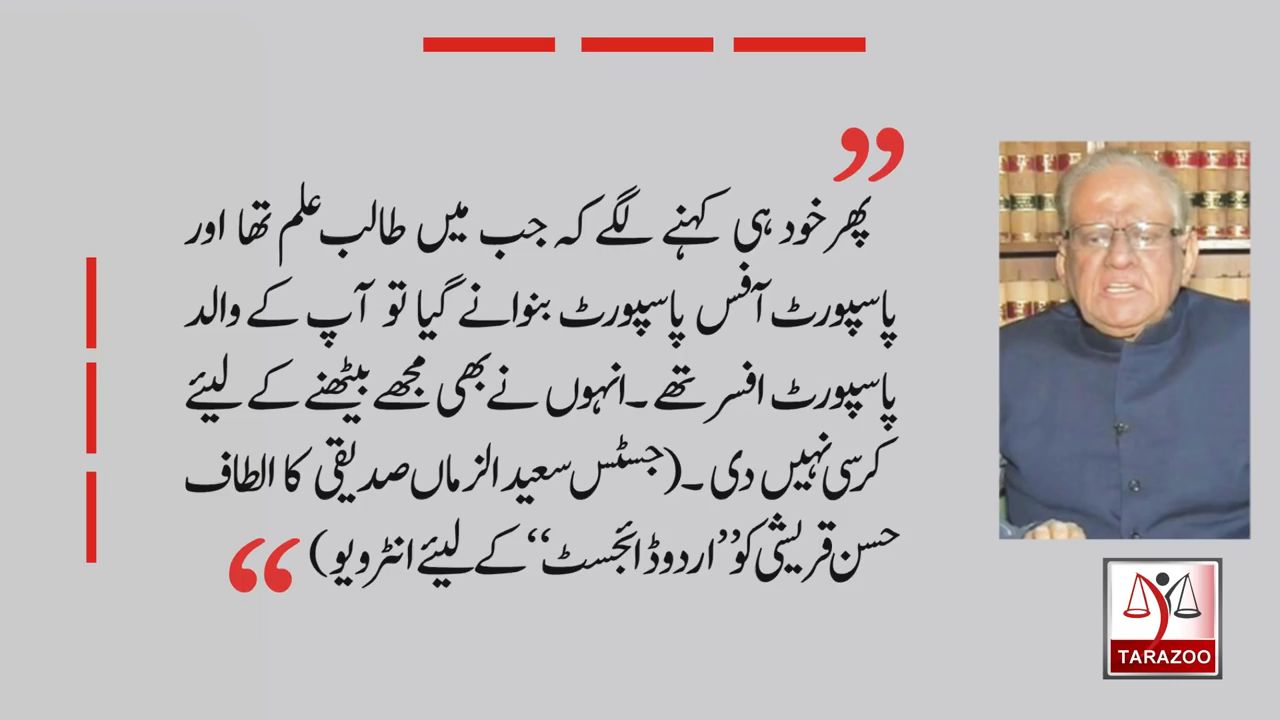 ”
پھر خود ہی کہنے لگے کہ جب میں طالب علم تھا اور
پاسپورٹ آفس پاسپورٹ بنوانے گیا تو آپ کے والد
پاسپورٹ افسر تھے۔انہوں نے بھی مجھے بیٹھنے کے لیئے
کرسی نہیں دی۔(جسٹس سعید الزماں صدیقی کا الطاف
حسن قریشی کو”اردو ڈائجسٹ“کے لیئے انٹرویو)
“
TARAZOO